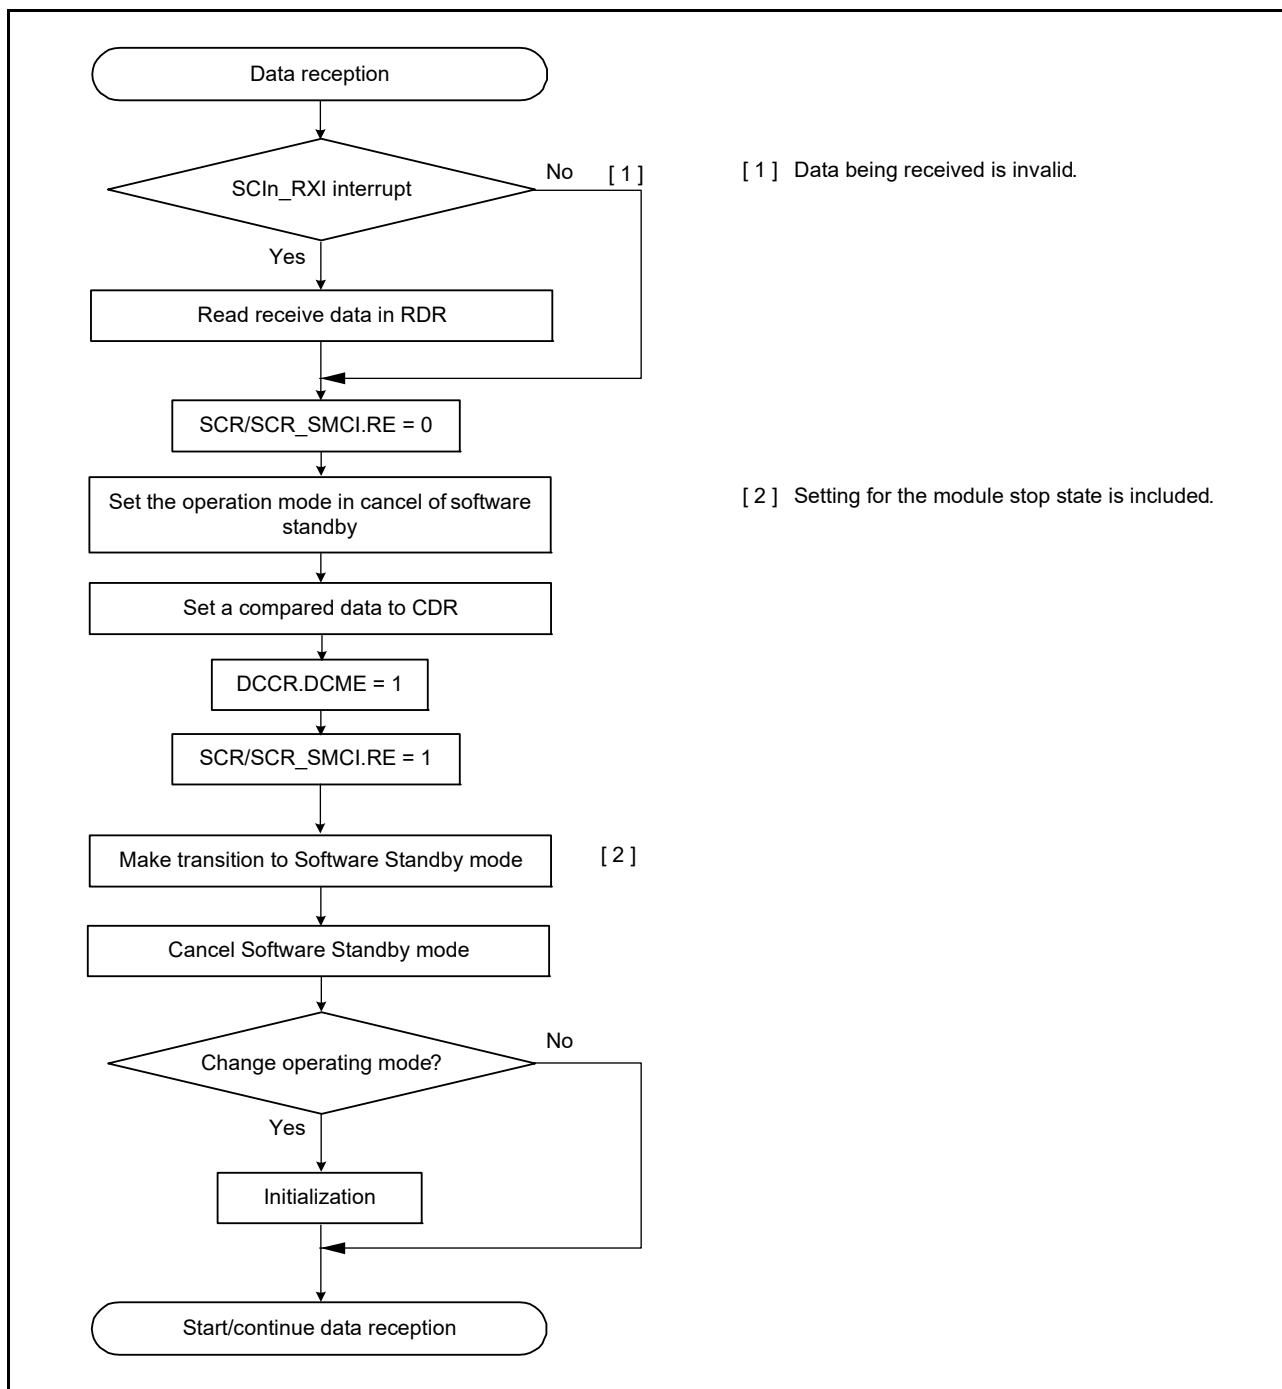 Data reception
SCIn_RXI interrupt
No [ 1 ]
[ 1 ] Data being received is invalid.
Yes
Read receive data in RDR
SCR/SCR_SMCI.RE = 0
Set the operation mode in cancel of software
standby
[ 2 ] Setting for the module stop state is included.
Set a compared data to CDR
DCCR.DCME = 1
SCR/SCR_SMCI.RE = 1
Make transition to Software Standby mode
[ 2 ]
Cancel Software Standby mode
Change operating mode?
No
Yes
Initialization
Start/continue data reception